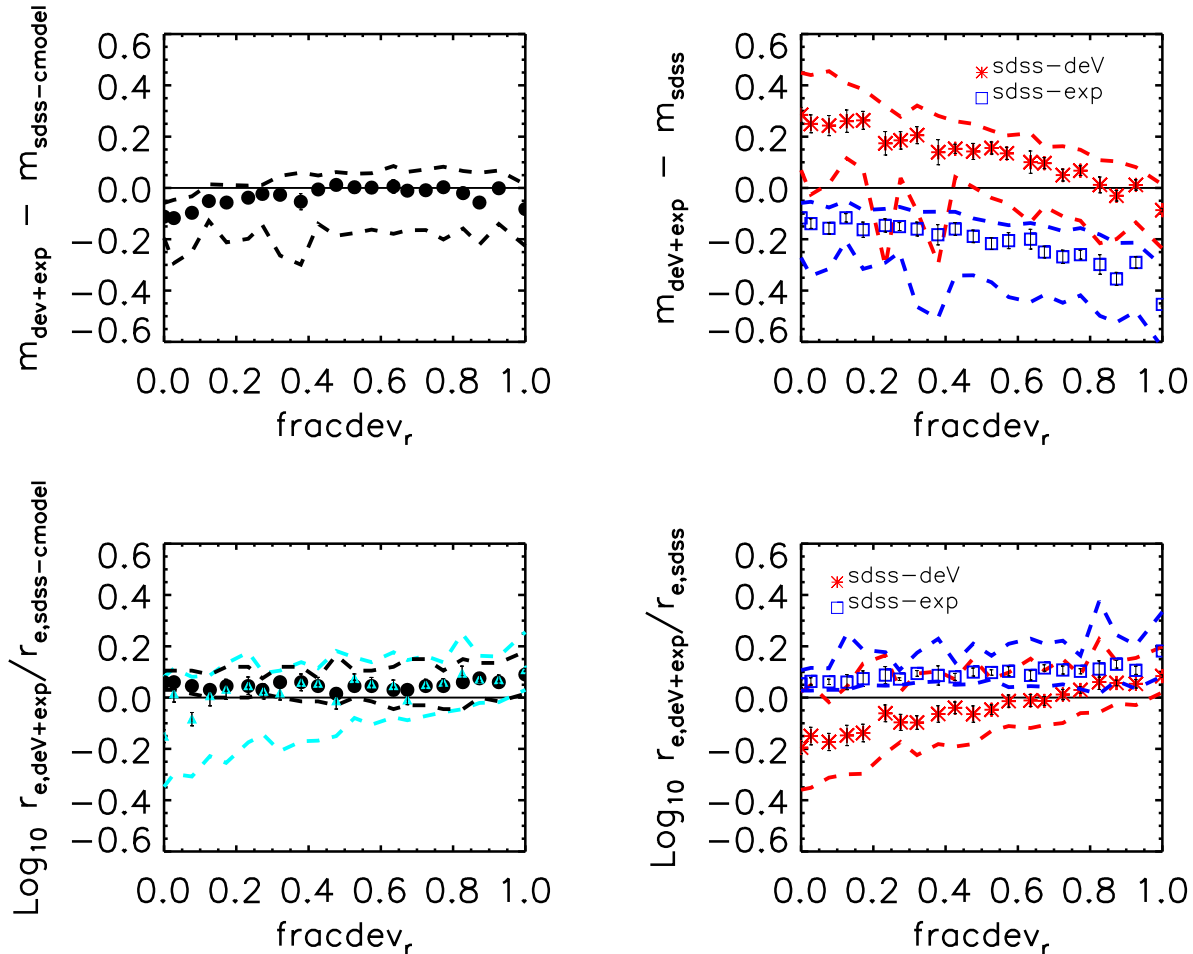 m_dev+exp − m_sdss−cmodel
0.6
0.4
0.2
0.0
−0.2
−0.4
−0.6
0.0 0.2 0.4 0.6 0.8 1.0
fracdev_r
m_deV+exp − m_sdss
0.6
0.4
0.2
0.0
−0.2
−0.4
−0.6
sdss−deV
sdss−exp
0.0 0.2 0.4 0.6 0.8 1.0
fracdev_r
Log_10 r_e,deV+exp/r_e,sdss−cmodel
0.6
0.4
0.2
0.0
−0.2
−0.4
−0.6
0.0 0.2 0.4 0.6 0.8 1.0
fracdev_r
Log_10 r_e,deV+exp/r_e,sdss
0.6
0.4
0.2
0.0
−0.2
−0.4
−0.6
sdss−deV
sdss−exp
0.0 0.2 0.4 0.6 0.8 1.0
fracdev_r